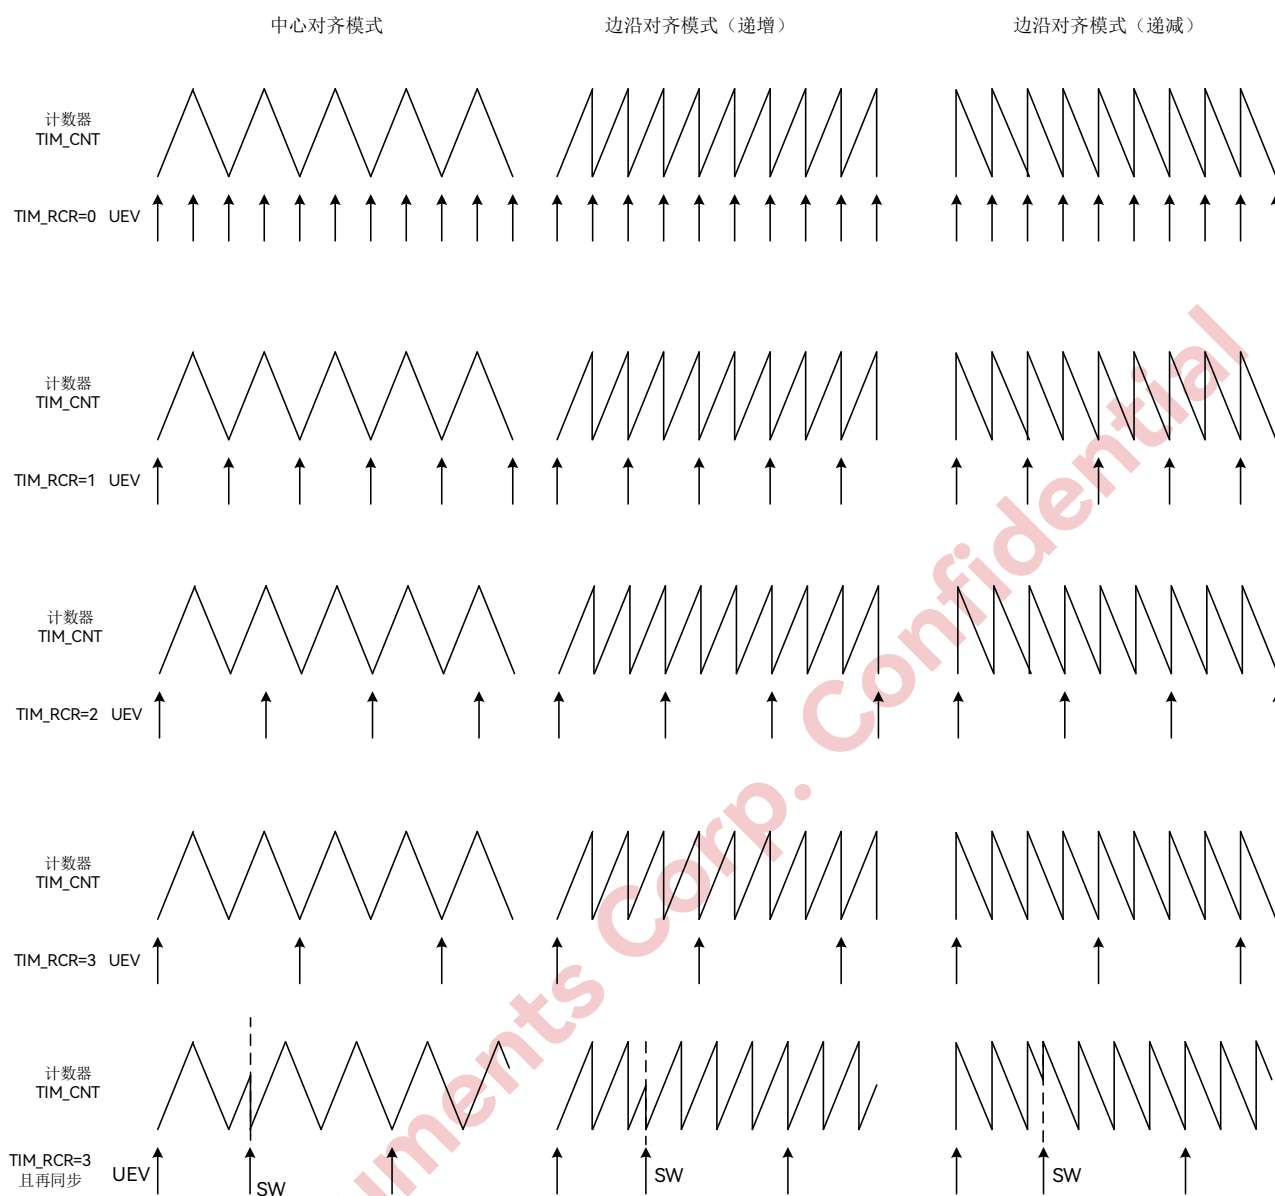 中心对齐模式
边沿对齐模式（递增）
边沿对齐模式（递减）
计数器
TIM_CNT
TIM_RCR=0 UEV
计数器
TIM_CNT
TIM_RCR=1 UEV
计数器
TIM_CNT
TIM_RCR=2 UEV
计数器
TIM_CNT
TIM_RCR=3 UEV
计数器
TIM_CNT
TIM_RCR=3
且再同步
UEV
SW
SW
SW
uments Corp. Confidential